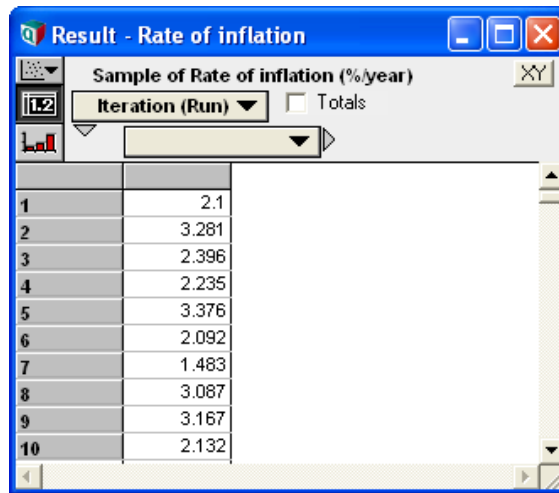 Result - Rate of inflation
Sample of Rate of inflation (%/year)
XY
1.2
Iteration (Run)
Totals
1 2.1
2 3.281
3 2.396
4 2.235
5 3.376
6 2.092
7 1.483
8 3.087
9 3.167
10 2.132